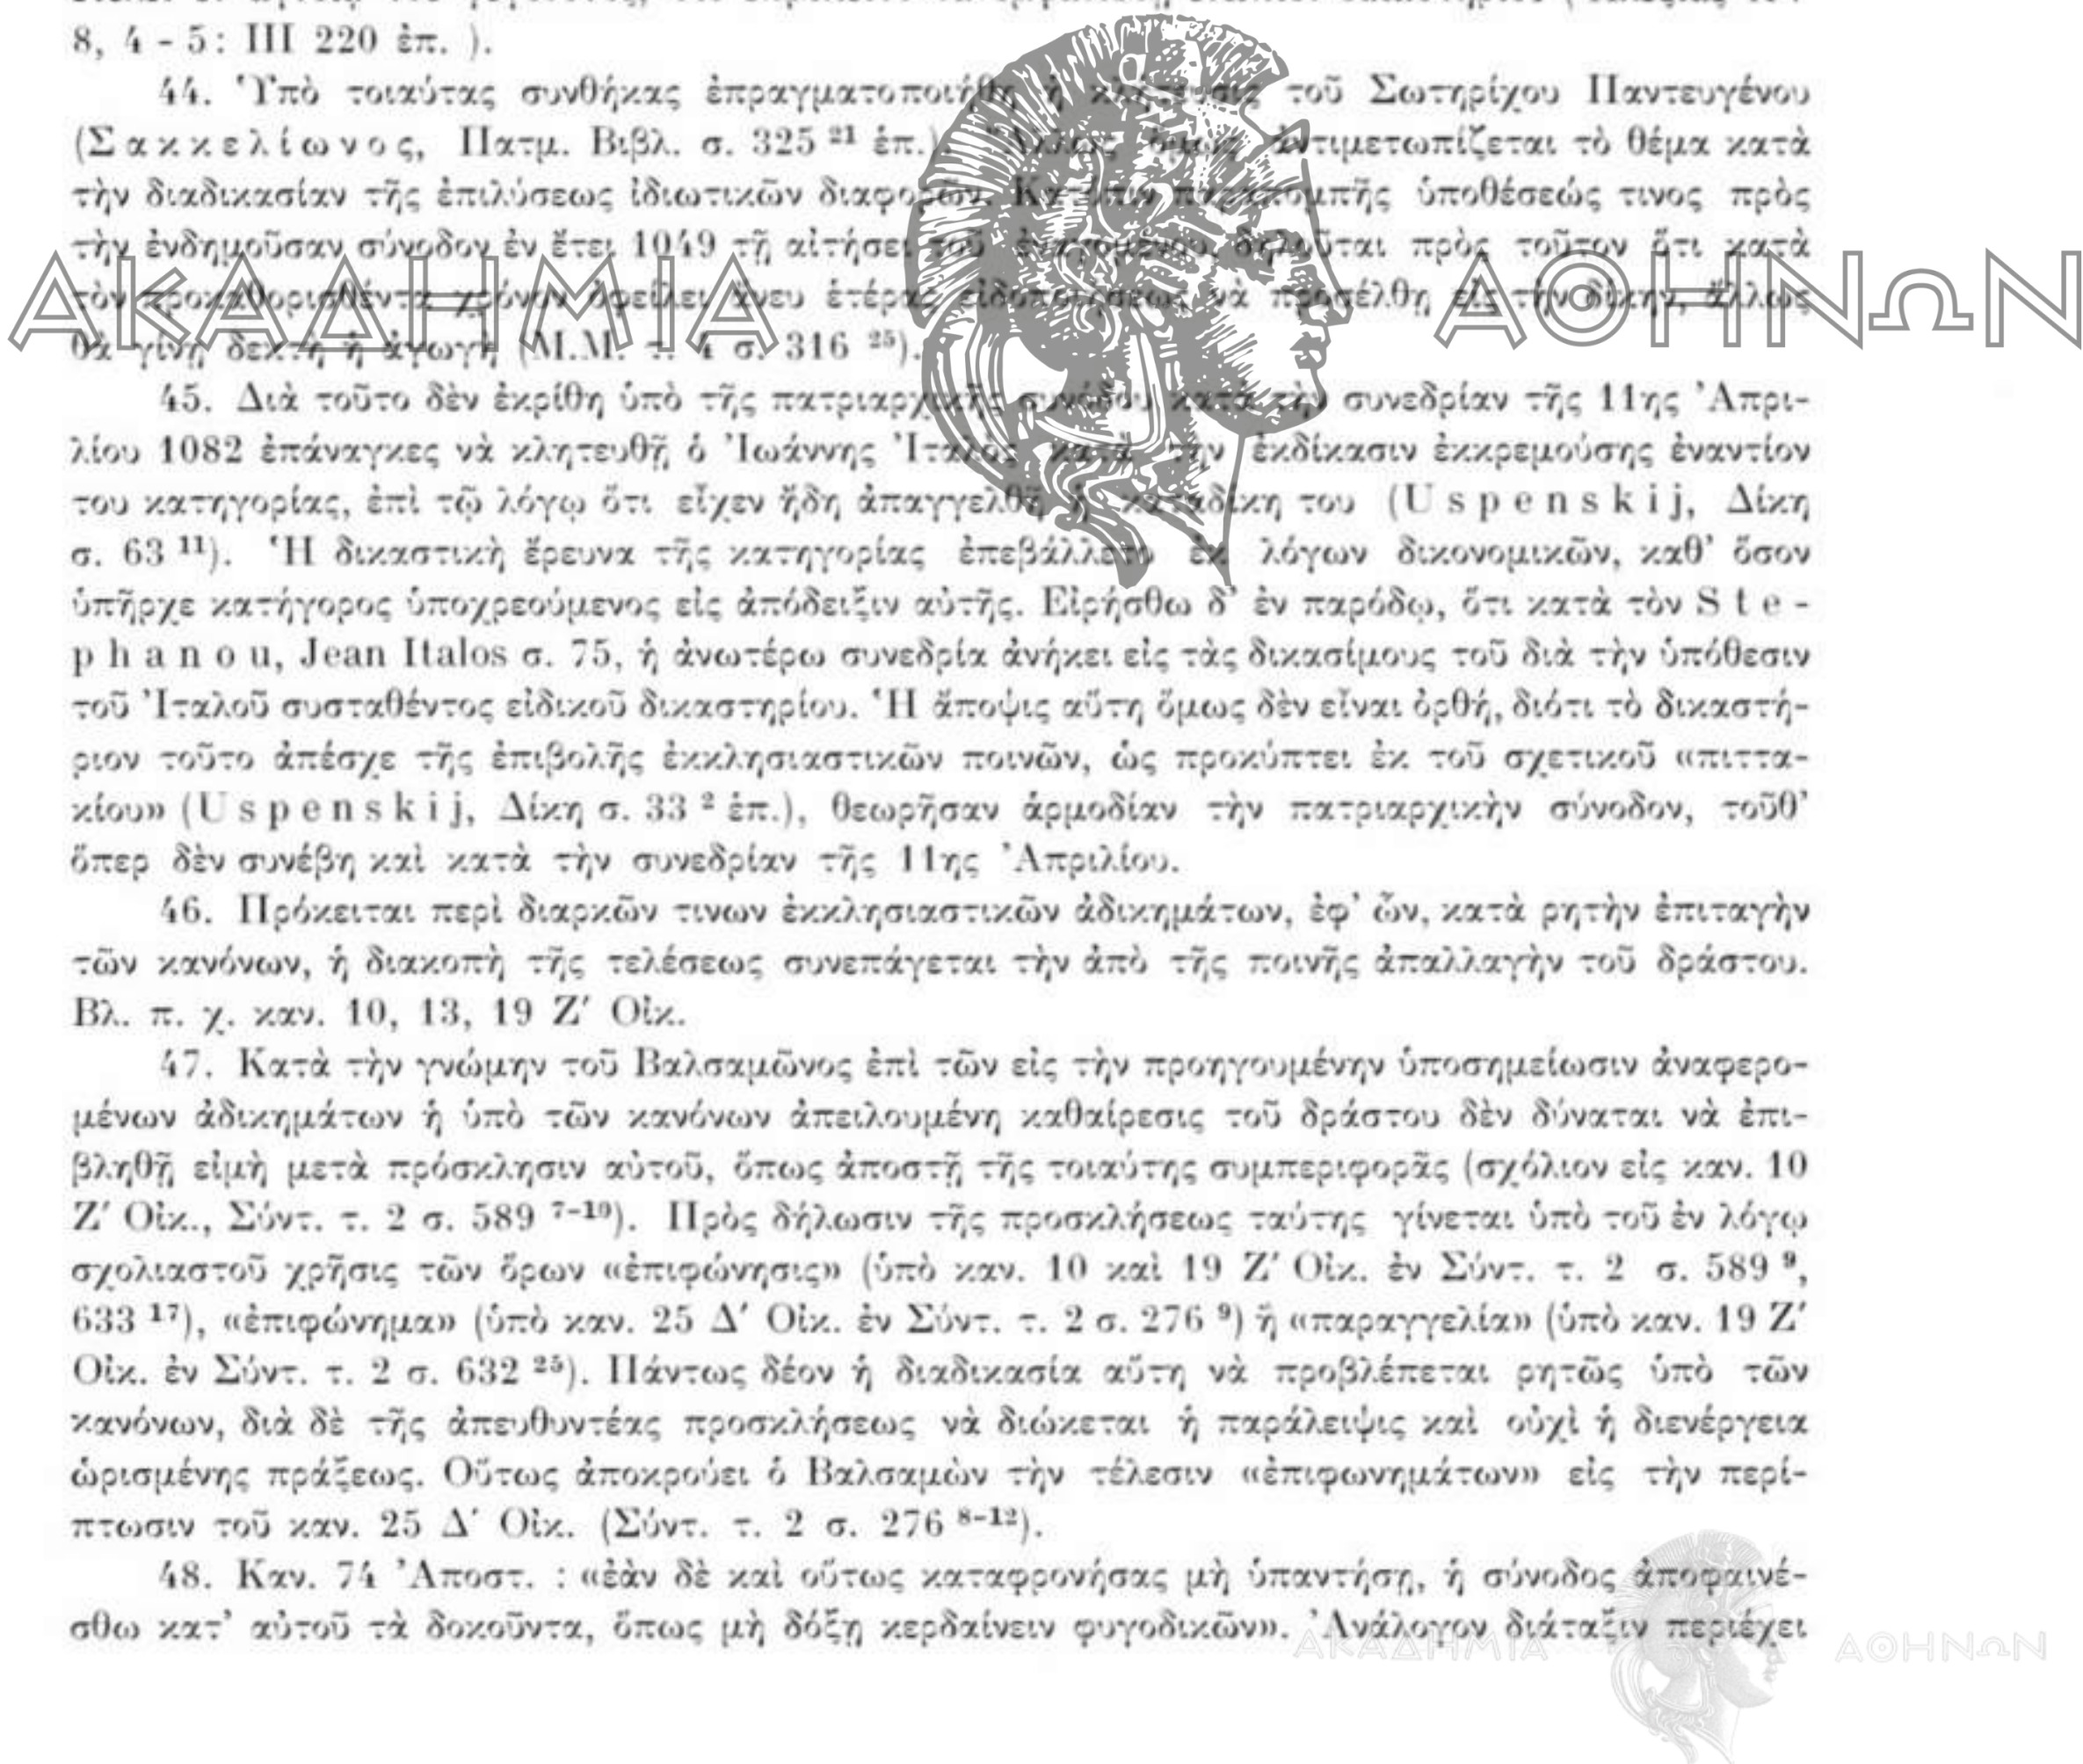 8, 4 - 5: III 220 ἑπ. ).
44. Ὑπὸ τοιαύτας συνθήκας ἐπραγματοποιήθη ἡ κλήτευσις τοῦ Σωτηρίχου Παντευγένου
(Σακκελίωνος, Πατμ. Βιβλ. σ. 325 ²¹ ἑπ.). Ἄλλως ὅμως ἀντιμετωπίζεται τὸ θέμα κατὰ
τὴν διαδικασίαν τῆς ἐπιλύσεως ἰδιωτικῶν διαφορῶν. Κατόπιν παραπομπῆς ὑποθέσεώς τινος πρὸς
τὴν ἐνδημοῦσαν σύνοδον ἐν ἔτει 1049 τῇ αἰτήσει τοῦ ἐναγομένου δηλοῦται πρὸς τοῦτον ὅτι κατὰ
τὸν προκαθορισθέντα χρόνον ὀφείλει ἄνευ ἑτέρας εἰδοποιήσεως νὰ προσέλθῃ εἰς τὴν δίκην, ἄλλως
θὰ γίνῃ δεκτὴ ἡ ἀγωγὴ (M.M. τ. 4 σ. 316 ²⁵).
ΑΚΑΔΗΜΙΑ ΑΘΗΝΩΝ
45. Διὰ τοῦτο δὲν ἐκρίθη ὑπὸ τῆς πατριαρχικῆς συνόδου κατὰ τὴν συνεδρίαν τῆς 11ης Ἀπρι-
λίου 1082 ἐπάναγκες νὰ κλητευθῇ ὁ Ἰωάννης Ἰταλὸς κατὰ τὴν ἐκδίκασιν ἐκκρεμούσης ἐναντίον
του κατηγορίας, ἐπὶ τῷ λόγῳ ὅτι εἶχεν ἤδη ἀπαγγελθῆ ἡ καταδίκη του (Uspenskij, Δίκη
σ. 63 ¹¹). Ἡ δικαστικὴ ἔρευνα τῆς κατηγορίας ἐπεβάλλετο ἐκ λόγων δικονομικῶν, καθ’ ὅσον
ὑπῆρχε κατήγορος ὑποχρεούμενος εἰς ἀπόδειξιν αὐτῆς. Εἰρήσθω δ’ ἐν παρόδῳ, ὅτι κατὰ τὸν Ste-
phanou, Jean Italos σ. 75, ἡ ἀνωτέρω συνεδρία ἀνήκει εἰς τὰς δικασίμους τοῦ διὰ τὴν ὑπόθεσιν
τοῦ Ἰταλοῦ συσταθέντος εἰδικοῦ δικαστηρίου. Ἡ ἄποψις αὕτη ὅμως δὲν εἶναι ὀρθή, διότι τὸ δικαστή-
ριον τοῦτο ἀπέσχε τῆς ἐπιβολῆς ἐκκλησιαστικῶν ποινῶν, ὡς προκύπτει ἐκ τοῦ σχετικοῦ «πιττα-
κίου» (Uspenskij, Δίκη σ. 33 ² ἑπ.), θεωρῆσαν ἁρμοδίαν τὴν πατριαρχικὴν σύνοδον, τοῦθ’
ὅπερ δὲν συνέβη καὶ κατὰ τὴν συνεδρίαν τῆς 11ης Ἀπριλίου.
46. Πρόκειται περὶ διαρκῶν τινων ἐκκλησιαστικῶν ἀδικημάτων, ἐφ’ ὧν, κατὰ ρητὴν ἐπιταγὴν
τῶν κανόνων, ἡ διακοπὴ τῆς τελέσεως συνεπάγεται τὴν ἀπὸ τῆς ποινῆς ἀπαλλαγὴν τοῦ δράστου.
Βλ. π. χ. καν. 10, 13, 19 Ζ′ Οἰκ.
47. Κατὰ τὴν γνώμην τοῦ Βαλσαμῶνος ἐπὶ τῶν εἰς τὴν προηγουμένην ὑποσημείωσιν ἀναφερο-
μένων ἀδικημάτων ἡ ὑπὸ τῶν κανόνων ἀπειλουμένη καθαίρεσις τοῦ δράστου δὲν δύναται νὰ ἐπι-
βληθῇ εἰμὴ μετὰ πρόσκλησιν αὐτοῦ, ὅπως ἀποστῇ τῆς τοιαύτης συμπεριφορᾶς (σχόλιον εἰς καν. 10
Ζ′ Οἰκ., Σύντ. τ. 2 σ. 589 ⁷⁻¹⁰). Πρὸς δήλωσιν τῆς προσκλήσεως ταύτης γίνεται ὑπὸ τοῦ ἐν λόγῳ
σχολιαστοῦ χρῆσις τῶν ὅρων «ἐπιφώνησις» (ὑπὸ καν. 10 καὶ 19 Ζ′ Οἰκ. ἐν Σύντ. τ. 2 σ. 589 ⁹,
633 ¹⁷), «ἐπιφώνημα» (ὑπὸ καν. 25 Δ′ Οἰκ. ἐν Σύντ. τ. 2 σ. 276 ⁹) ἢ «παραγγελία» (ὑπὸ καν. 19 Ζ′
Οἰκ. ἐν Σύντ. τ. 2 σ. 632 ²⁵). Πάντως δέον ἡ διαδικασία αὕτη νὰ προβλέπεται ρητῶς ὑπὸ τῶν
κανόνων, διὰ δὲ τῆς ἀπευθυντέας προσκλήσεως νὰ διώκεται ἡ παράλειψις καὶ οὐχὶ ἡ διενέργεια
ὡρισμένης πράξεως. Οὕτως ἀποκρούει ὁ Βαλσαμὼν τὴν τέλεσιν «ἐπιφωνημάτων» εἰς τὴν περί-
πτωσιν τοῦ καν. 25 Δ′ Οἰκ. (Σύντ. τ. 2 σ. 276 ⁸⁻¹²).
48. Καν. 74 Ἀποστ. : «ἐὰν δὲ καὶ οὕτως καταφρονήσας μὴ ὑπαντήσῃ, ἡ σύνοδος ἀποφαινέ-
σθω κατ’ αὐτοῦ τὰ δοκοῦντα, ὅπως μὴ δόξῃ κερδαίνειν φυγοδικῶν». Ἀνάλογον διάταξιν περιέχει
ΑΚΑΔΗΜΙΑ ΑΘΗΝΩΝ